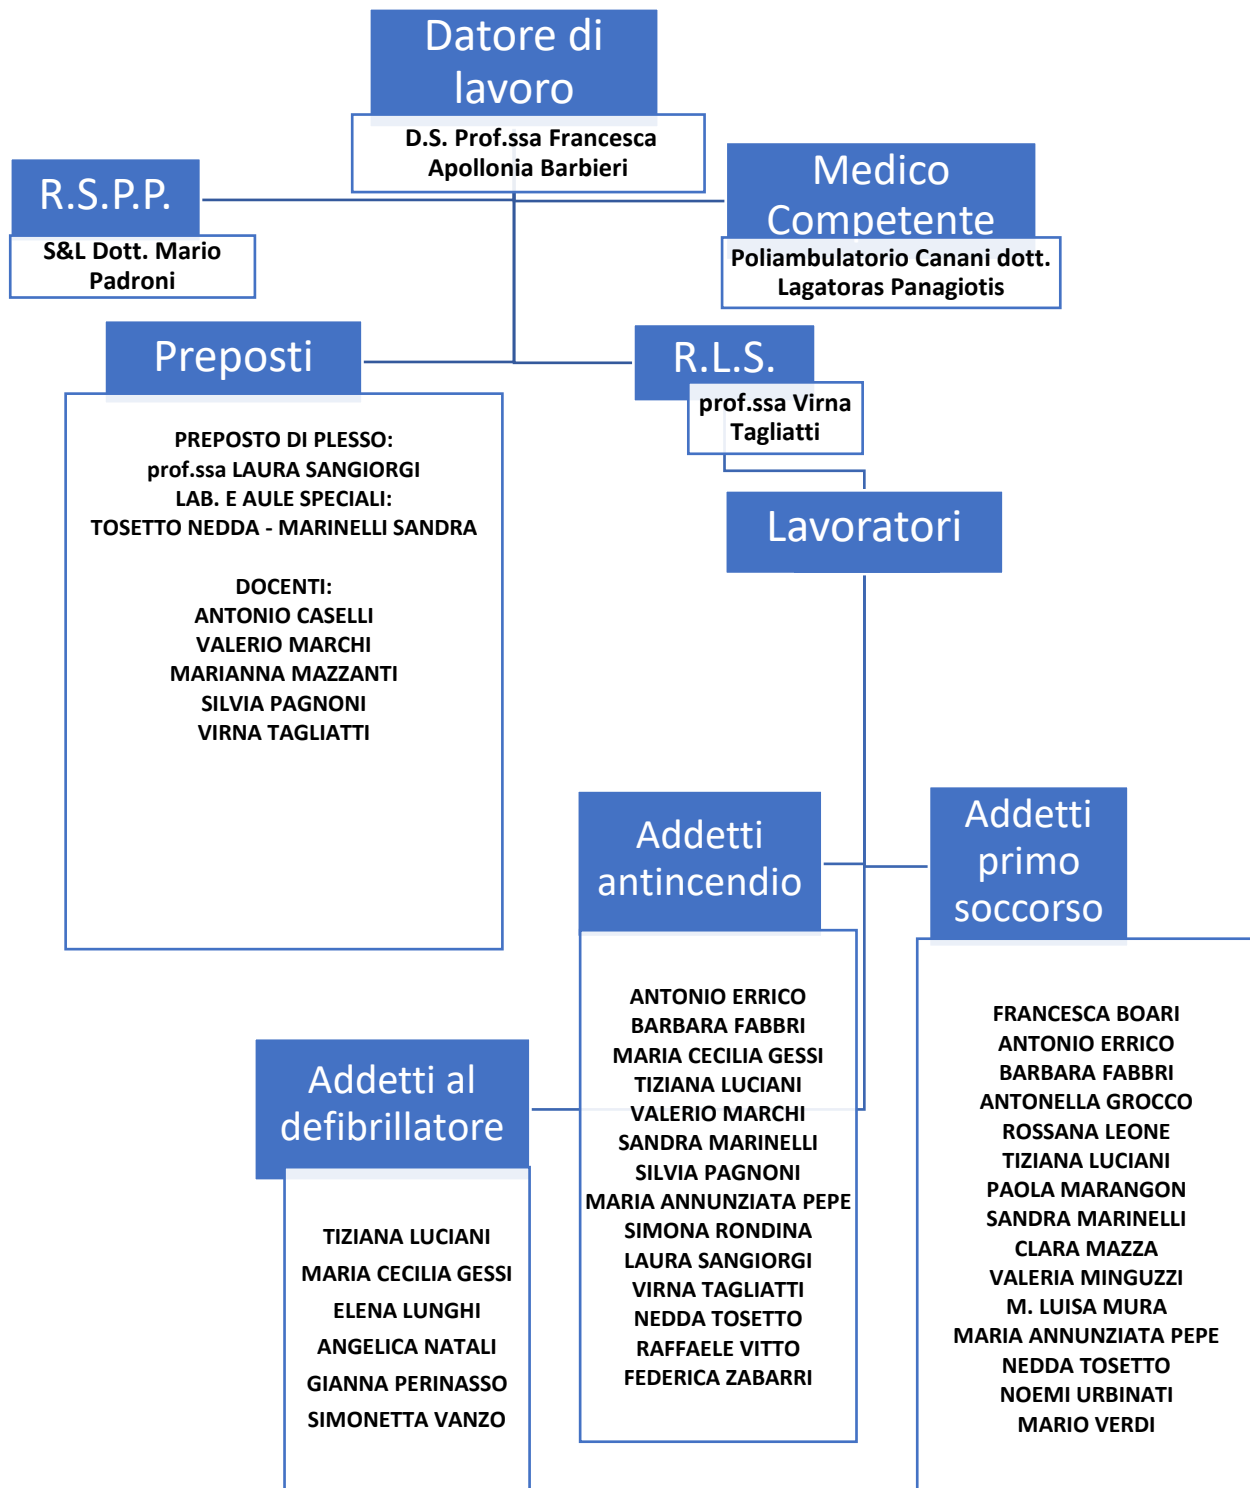 Datore di
lavoro
D.S. Prof.ssa Francesca
Apollonia Barbieri
R.S.P.P.
S&L Dott. Mario
Padroni
Medico
Competente
Poliambulatorio Canani dott.
Lagatoras Panagiotis
Preposti
PREPOSTO DI PLESSO:
prof.ssa LAURA SANGIORGI
LAB. E AULE SPECIALI:
TOSETTO NEDDA - MARINELLI SANDRA
DOCENTI:
ANTONIO CASELLI
VALERIO MARCHI
MARIANNA MAZZANTI
SILVIA PAGNONI
VIRNA TAGLIATTI
R.L.S.
prof.ssa Virna
Tagliatti
Lavoratori
Addetti al
defibrillatore
TIZIANA LUCIANI
MARIA CECILIA GESSI
ELENA LUNGHI
ANGELICA NATALI
GIANNA PERINASSO
SIMONETTA VANZO
Addetti
antincendio
ANTONIO ERRICO
BARBARA FABBRI
MARIA CECILIA GESSI
TIZIANA LUCIANI
VALERIO MARCHI
SANDRA MARINELLI
SILVIA PAGNONI
MARIA ANNUNZIATA PEPE
SIMONA RONDINA
LAURA SANGIORGI
VIRNA TAGLIATTI
NEDDA TOSETTO
RAFFAELE VITTO
FEDERICA ZABARRI
Addetti
primo
soccorso
FRANCESCA BOARI
ANTONIO ERRICO
BARBARA FABBRI
ANTONELLA GROCCO
ROSSANA LEONE
TIZIANA LUCIANI
PAOLA MARANGON
SANDRA MARINELLI
CLARA MAZZA
VALERIA MINGUZZI
M. LUISA MURA
MARIA ANNUNZIATA PEPE
NEDDA TOSETTO
NOEMI URBINATI
MARIO VERDI